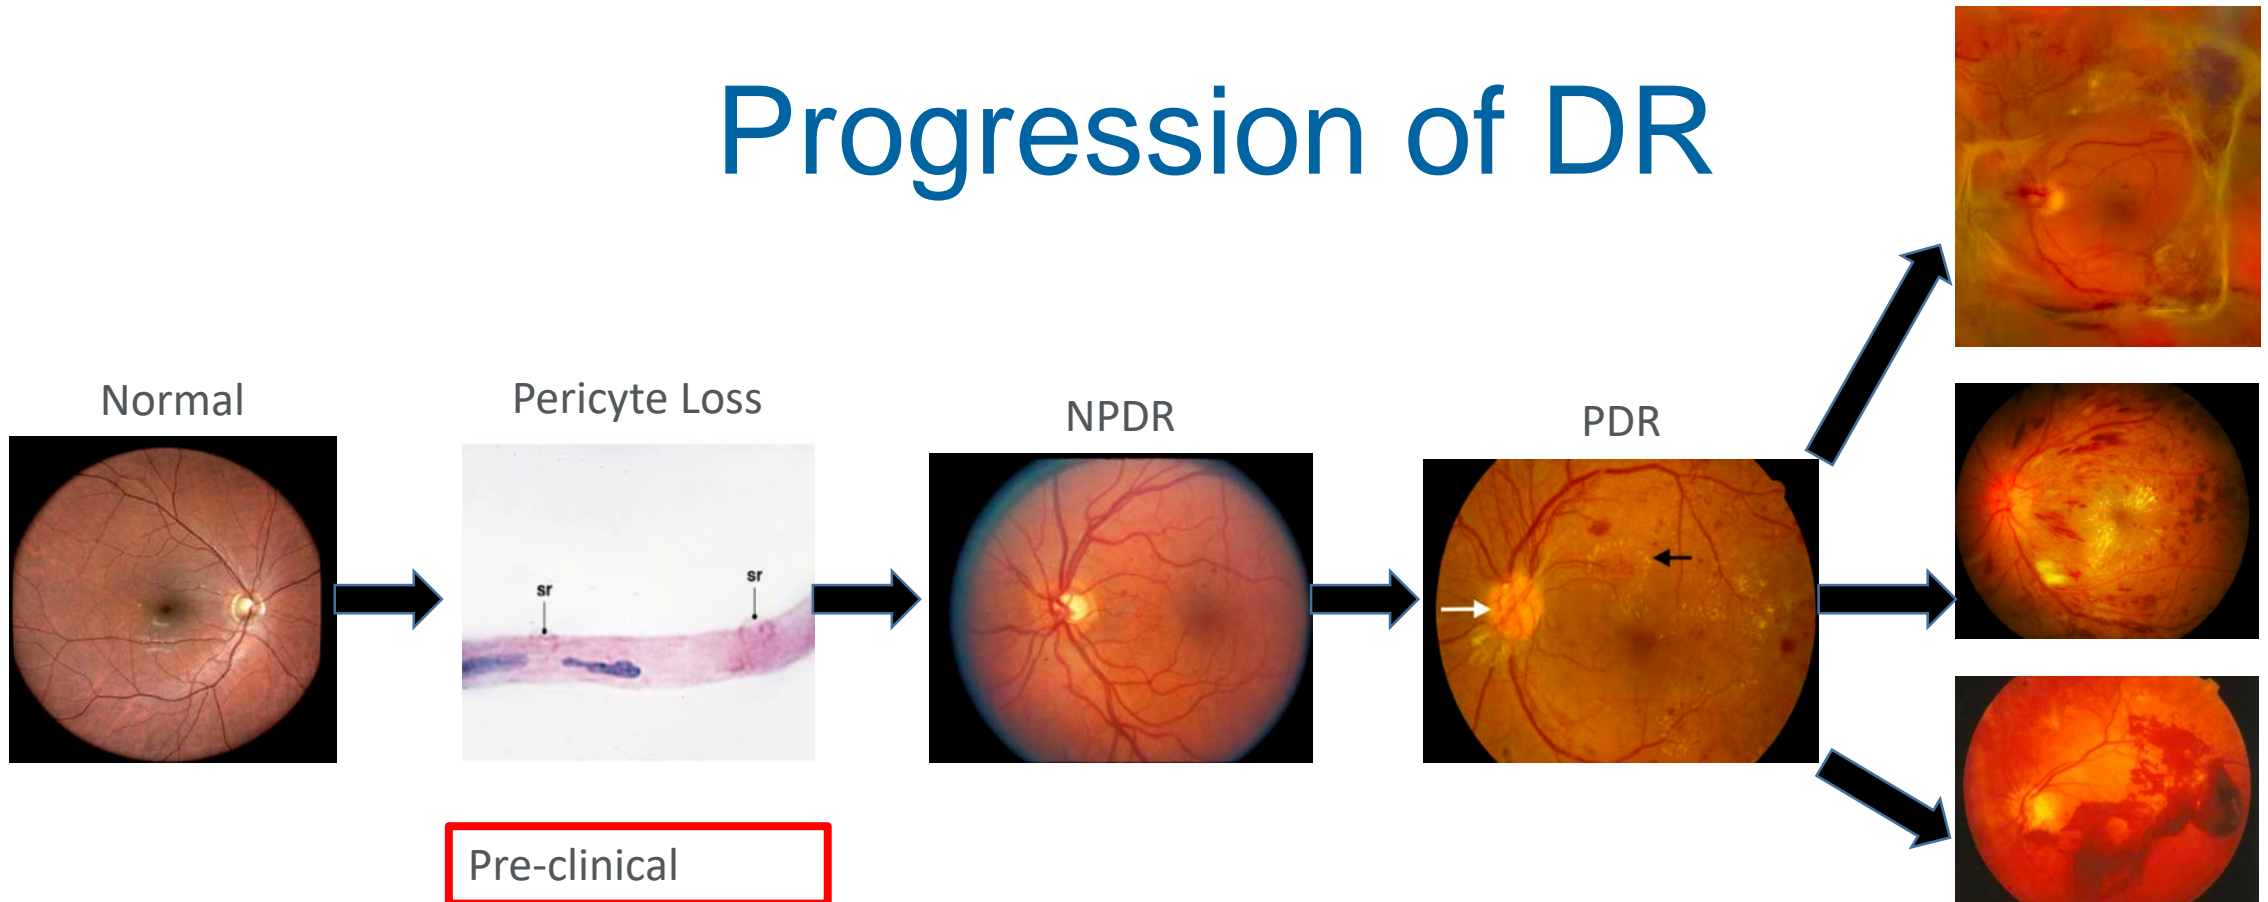 Progression of DR
Normal
Pericyte Loss
NPDR
PDR
sr
sr
Pre-clinical